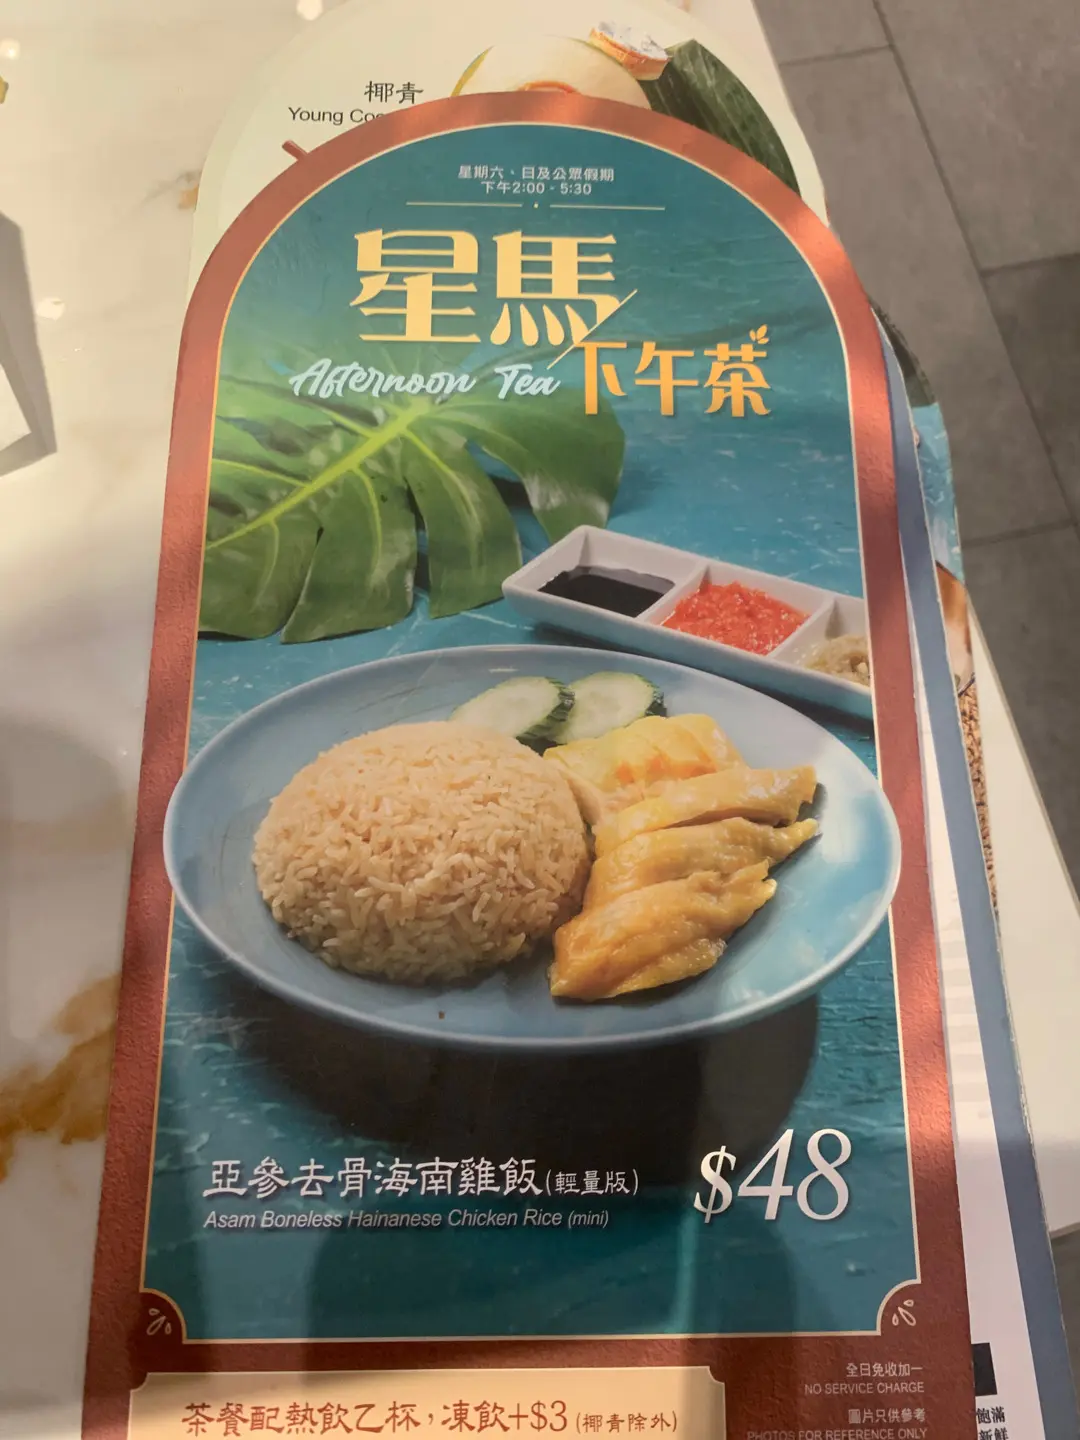 椰青
Young
星期六、日及公眾假期
下午2:00 - 5:30
星馬
Afternoon Tea 下午茶
亞參去骨海南雞飯(輕量版)
Asam Boneless Hainanese Chicken Rice (mini)
$48
全日免收加一
NO SERVICE CHARGE
圖片只供參考
PHOTOS FOR REFERENCE ONLY
茶餐配熱飲乙杯，凍飲+$3 (椰青除外)
飽滿
新鮮